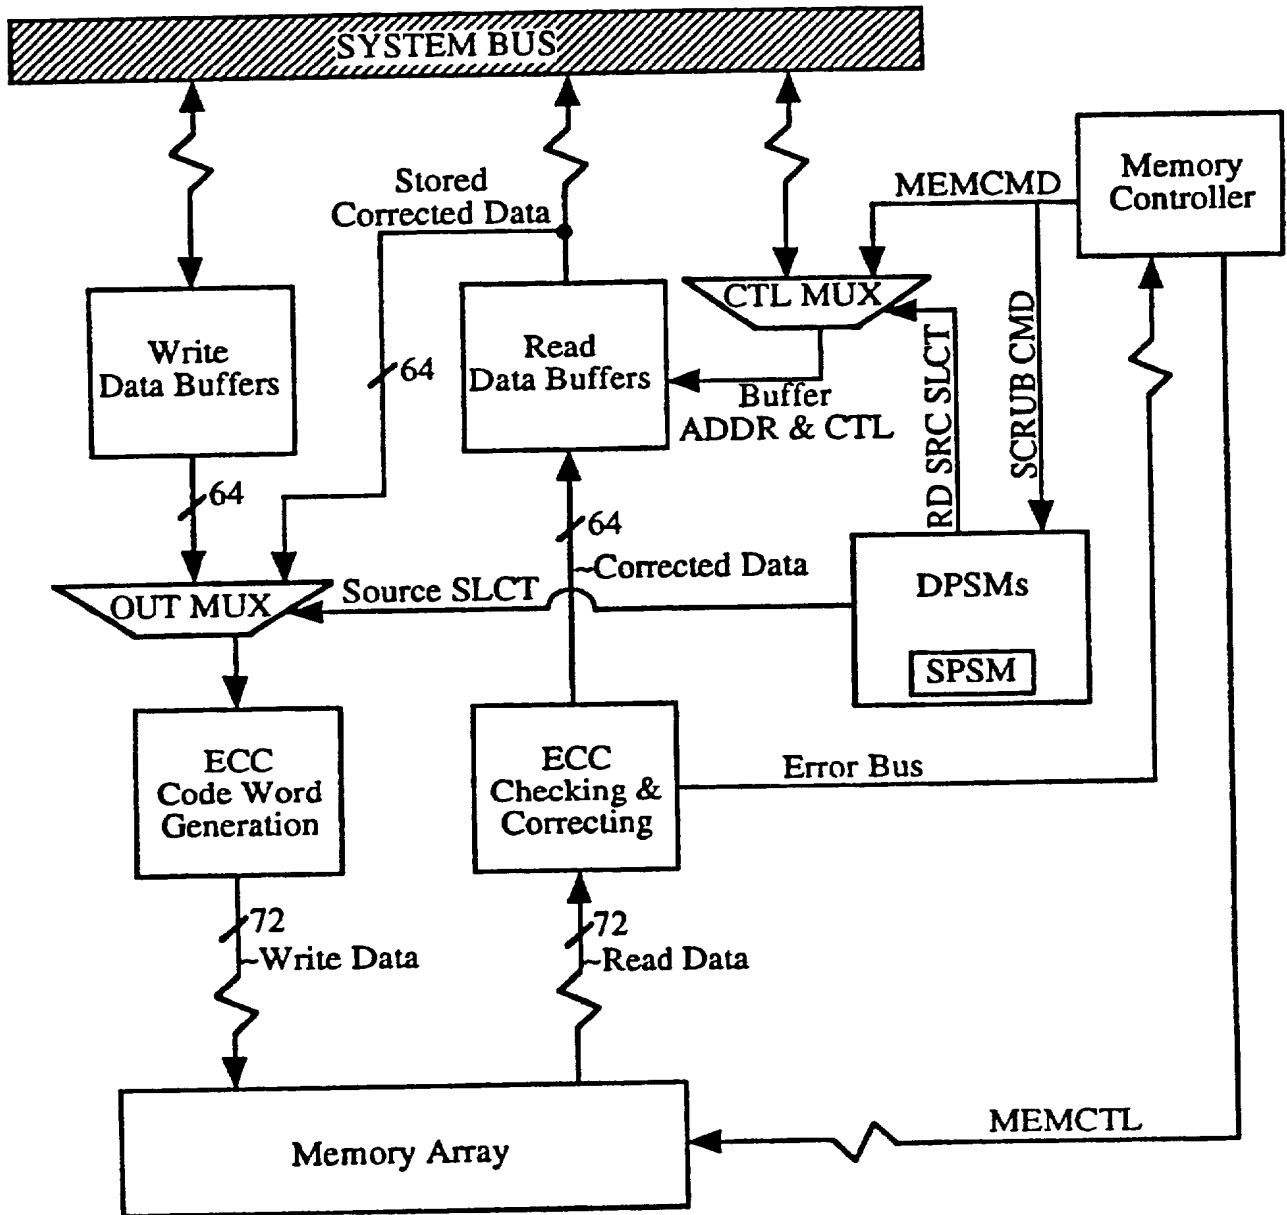 SYSTEM BUS
Memory
Controller
MEMCMD
Stored
Corrected Data
CTL MUX
SCRUB CMD
RD SRC SLCT
Write
Data Buffers
64
Read
Data Buffers
Buffer
ADDR & CTL
64
64
Corrected Data
OUT MUX
Source SLCT
DPSMs
SPSM
ECC
Code Word
Generation
ECC
Checking &
Correcting
Error Bus
72
Write Data
72
Read Data
MEMCTL
Memory Array